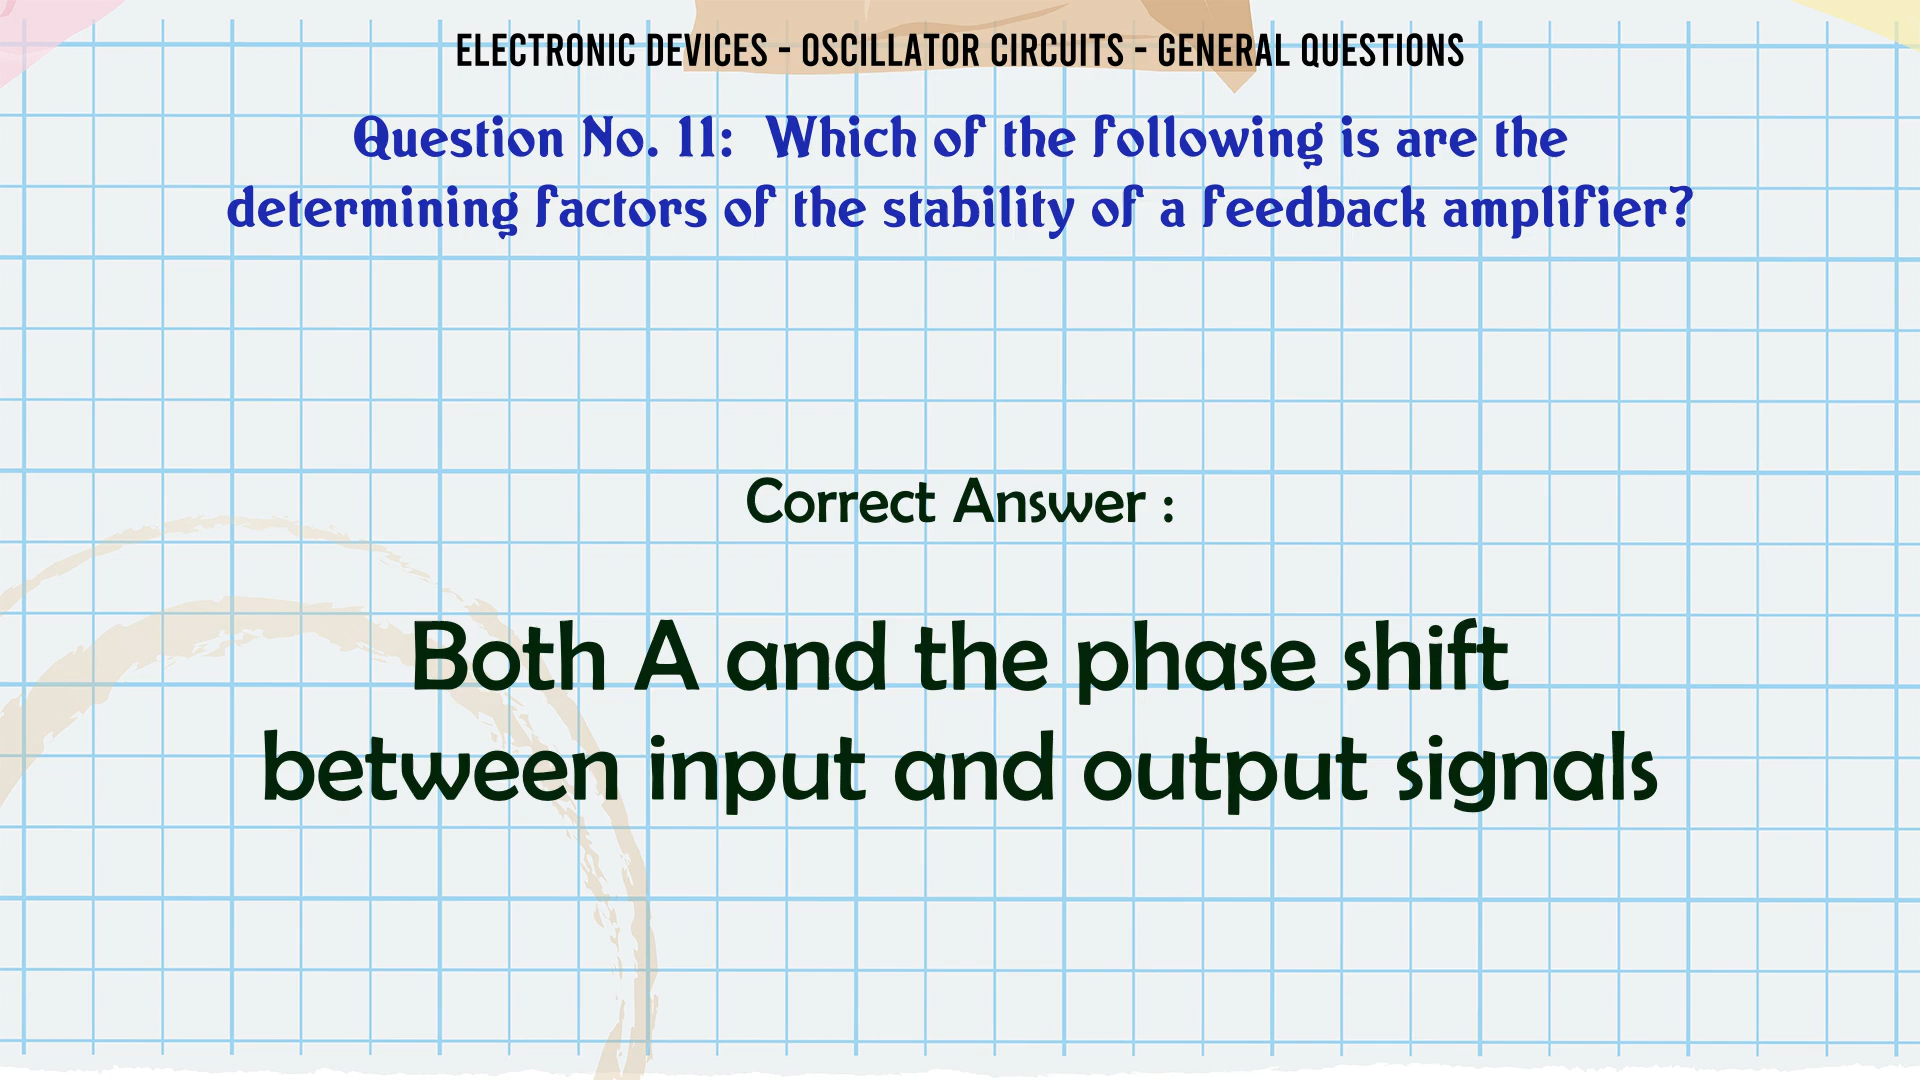 ELECTRONIC DEVICES - OSCILLATOR CIRCUITS - GENERAL QUESTIONS
Question No. 11: Which of the following is are the
determining factors of the stability of a feedback amplifier?
Correct Answer :
Both A and the phase shift
between input and output signals